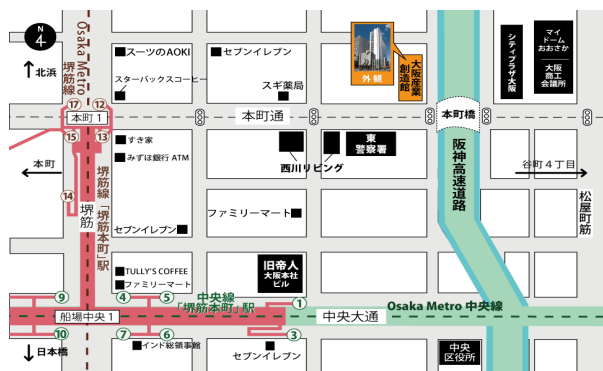 N
4
北浜
Osaka Metro
堺筋線
スーツのAOKI
セブンイレブン
スターバックスコーヒー
スギ薬局
外観
大阪産業
創造館
シティプラザ大阪
マイ
ドーム
おおさか
大阪
商工
会議所
⑰
⑫
本町1
本町通
本町橋
⑮
⑬
すき家
みずほ銀行 ATM
西川リビング
東
警察署
本町
谷町4丁目
阪神高速道路
松屋町筋
⑭
堺筋
堺筋線「堺筋本町」駅
ファミリーマート
セブンイレブン
TULLY'S COFFEE
ファミリーマート
旧帝人
大阪本社
ビル
⑨
④
⑤
中央線
「堺筋本町」駅
①
船場中央1
中央大通
Osaka Metro 中央線
⑩
⑦
⑥
③
日本橋
インド総領事館
セブンイレブン
中央
区役所